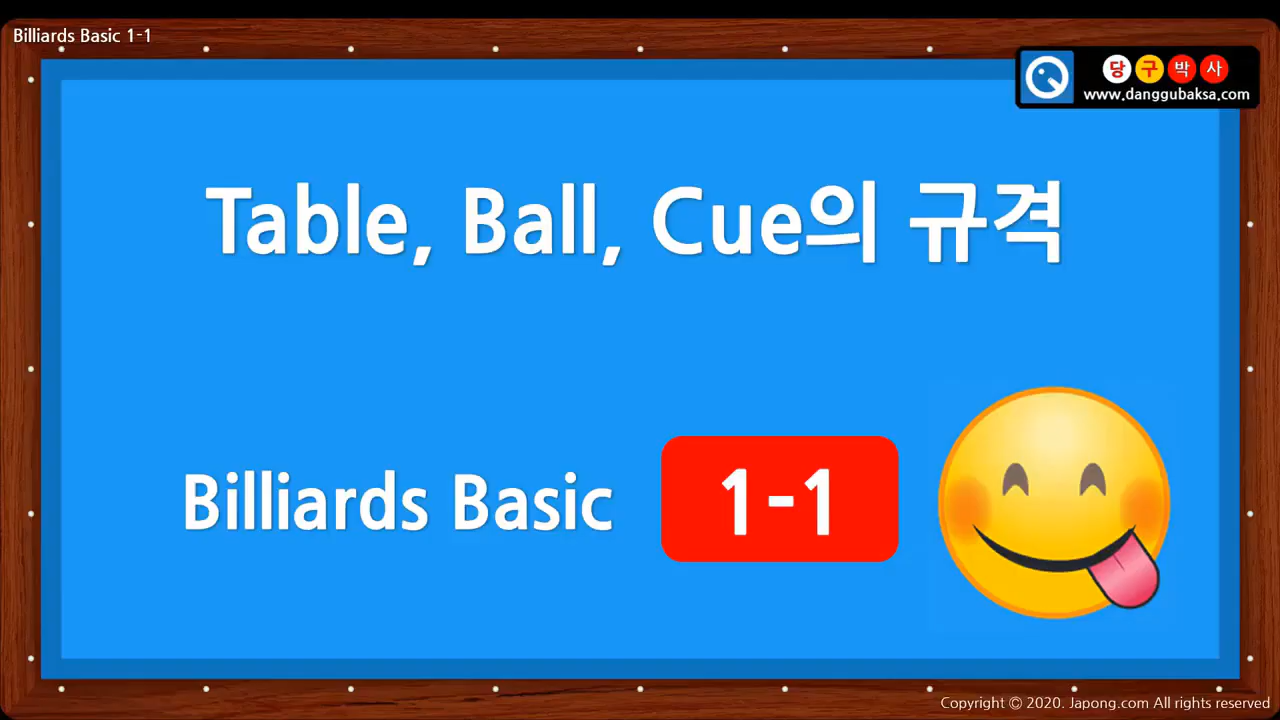 Billiards Basic 1-1
당구박사
www.danggubaksa.com
Table, Ball, Cue의 규격
Billiards Basic 1-1
Copyright © 2020. Japong.com All rights reserved